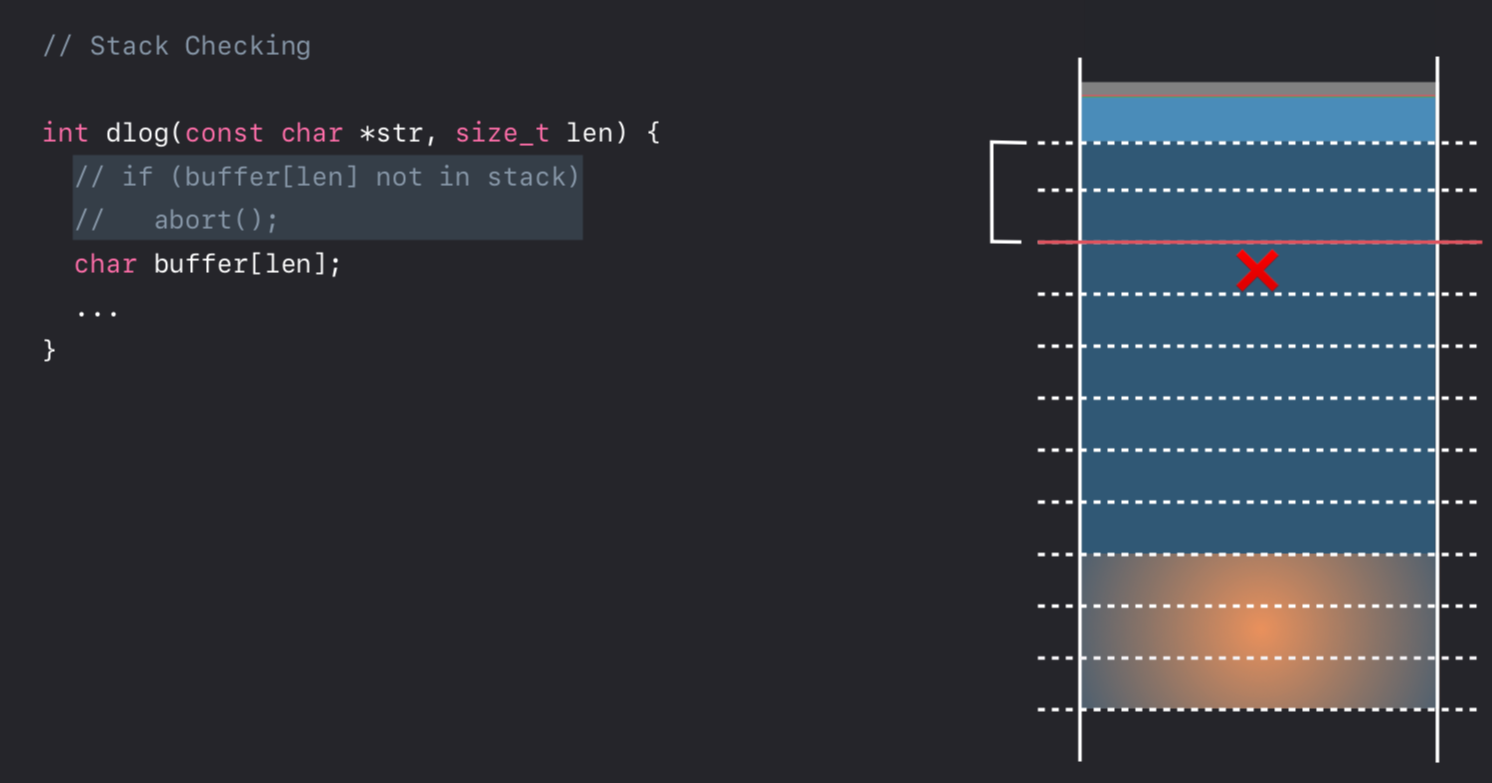 // Stack Checking
int dlog(const char *str, size_t len) {
// if (buffer[len] not in stack)
//   abort();
char buffer[len];
...
}